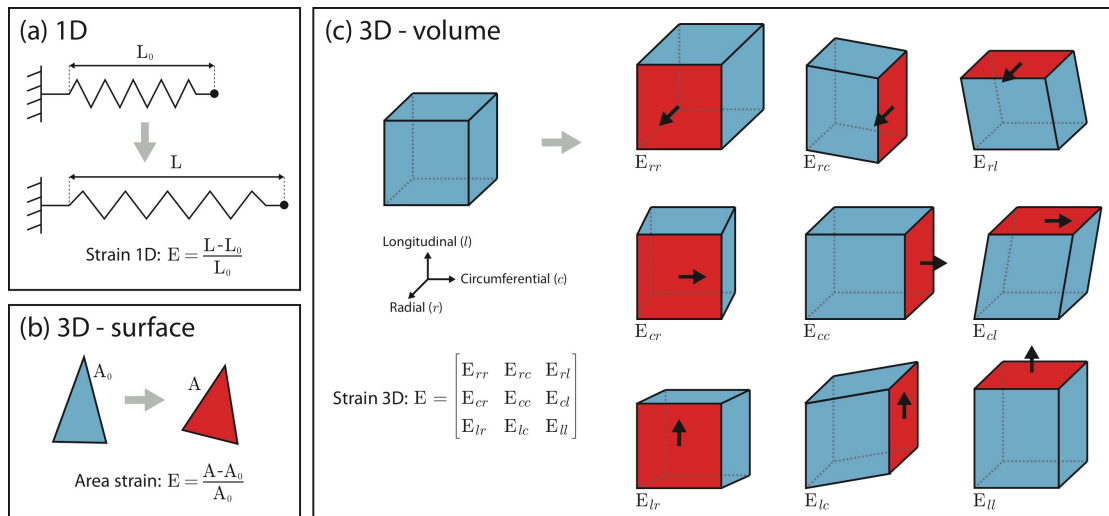 (a) 1D
L₀
L
Strain 1D: E = (L-L₀)/L₀
(b) 3D - surface
A₀
A
Area strain: E = (A-A₀)/A₀
(c) 3D - volume
Longitudinal (l)
Circumferential (c)
Radial (r)
Strain 3D: E =
E_rr E_rc E_rl
E_cr E_cc E_cl
E_lr E_lc E_ll
E_rr
E_rc
E_rl
E_cr
E_cc
E_cl
E_lr
E_lc
E_ll